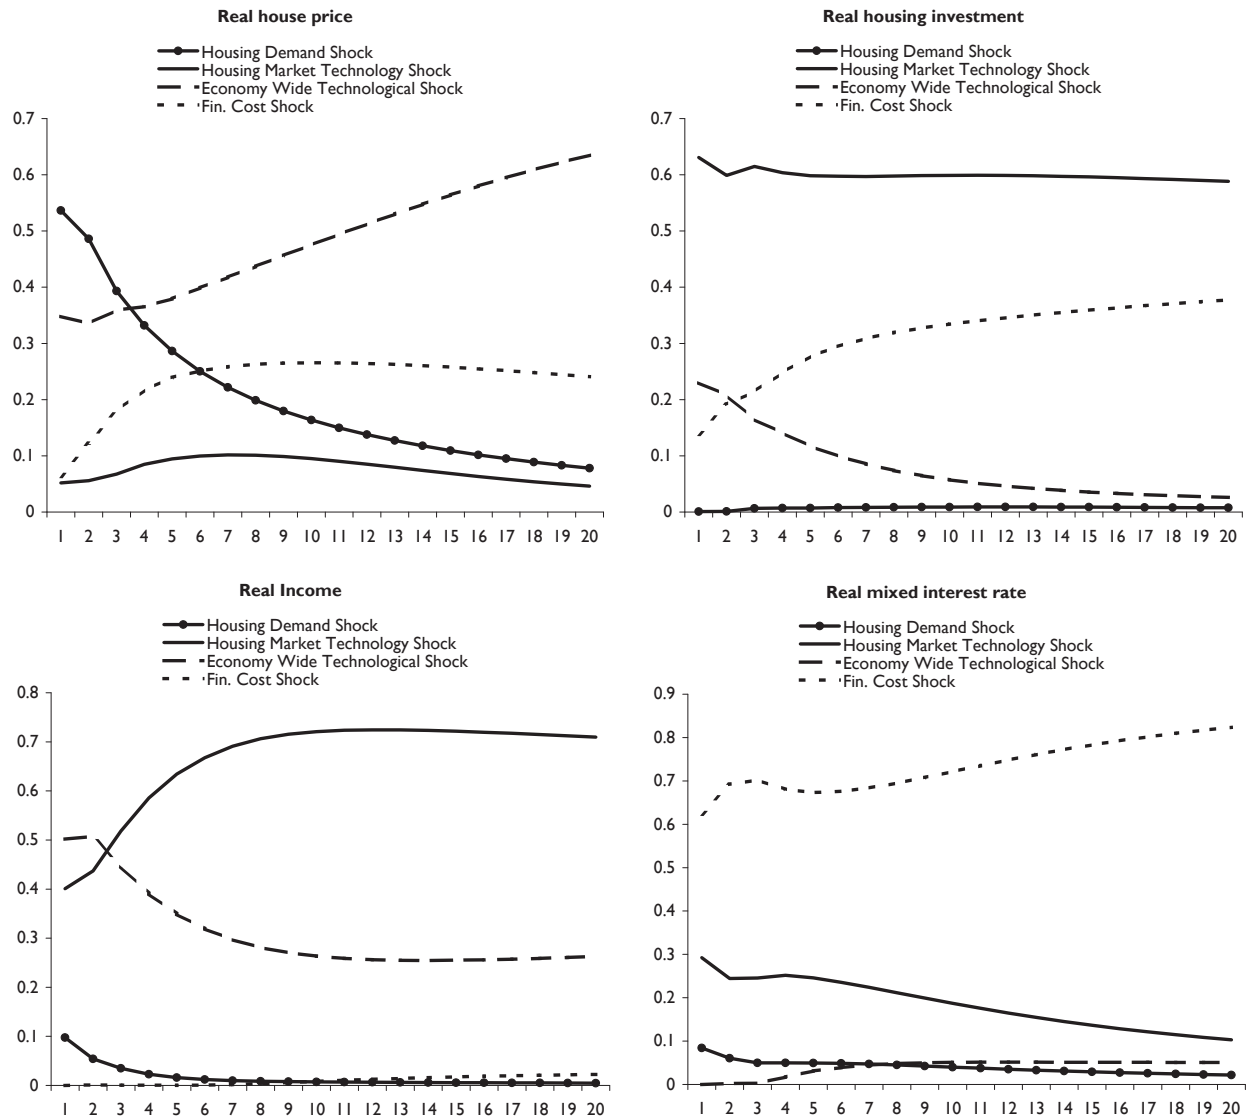 Real house price
Housing Demand Shock
Housing Market Technology Shock
Economy Wide Technological Shock
Fin. Cost Shock
0.7
0.6
0.5
0.4
0.3
0.2
0.1
0
1 2 3 4 5 6 7 8 9 10 11 12 13 14 15 16 17 18 19 20
Real housing investment
Housing Demand Shock
Housing Market Technology Shock
Economy Wide Technological Shock
Fin. Cost Shock
0.7
0.6
0.5
0.4
0.3
0.2
0.1
0
1 2 3 4 5 6 7 8 9 10 11 12 13 14 15 16 17 18 19 20
Real Income
Housing Demand Shock
Housing Market Technology Shock
Economy Wide Technological Shock
Fin. Cost Shock
0.8
0.7
0.6
0.5
0.4
0.3
0.2
0.1
0
1 2 3 4 5 6 7 8 9 10 11 12 13 14 15 16 17 18 19 20
Real mixed interest rate
Housing Demand Shock
Housing Market Technology Shock
Economy Wide Technological Shock
Fin. Cost Shock
0.9
0.8
0.7
0.6
0.5
0.4
0.3
0.2
0.1
0
1 2 3 4 5 6 7 8 9 10 11 12 13 14 15 16 17 18 19 20